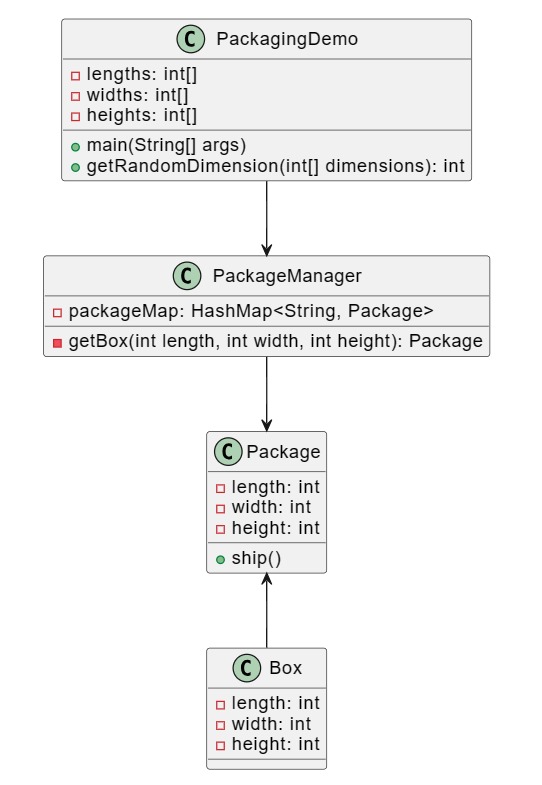 C PackagingDemo
lengths: int[]
widths: int[]
heights: int[]
main(String[] args)
getRandomDimension(int[] dimensions): int
C PackageManager
packageMap: HashMap<String, Package>
getBox(int length, int width, int height): Package
C Package
length: int
width: int
height: int
ship()
C Box
length: int
width: int
height: int